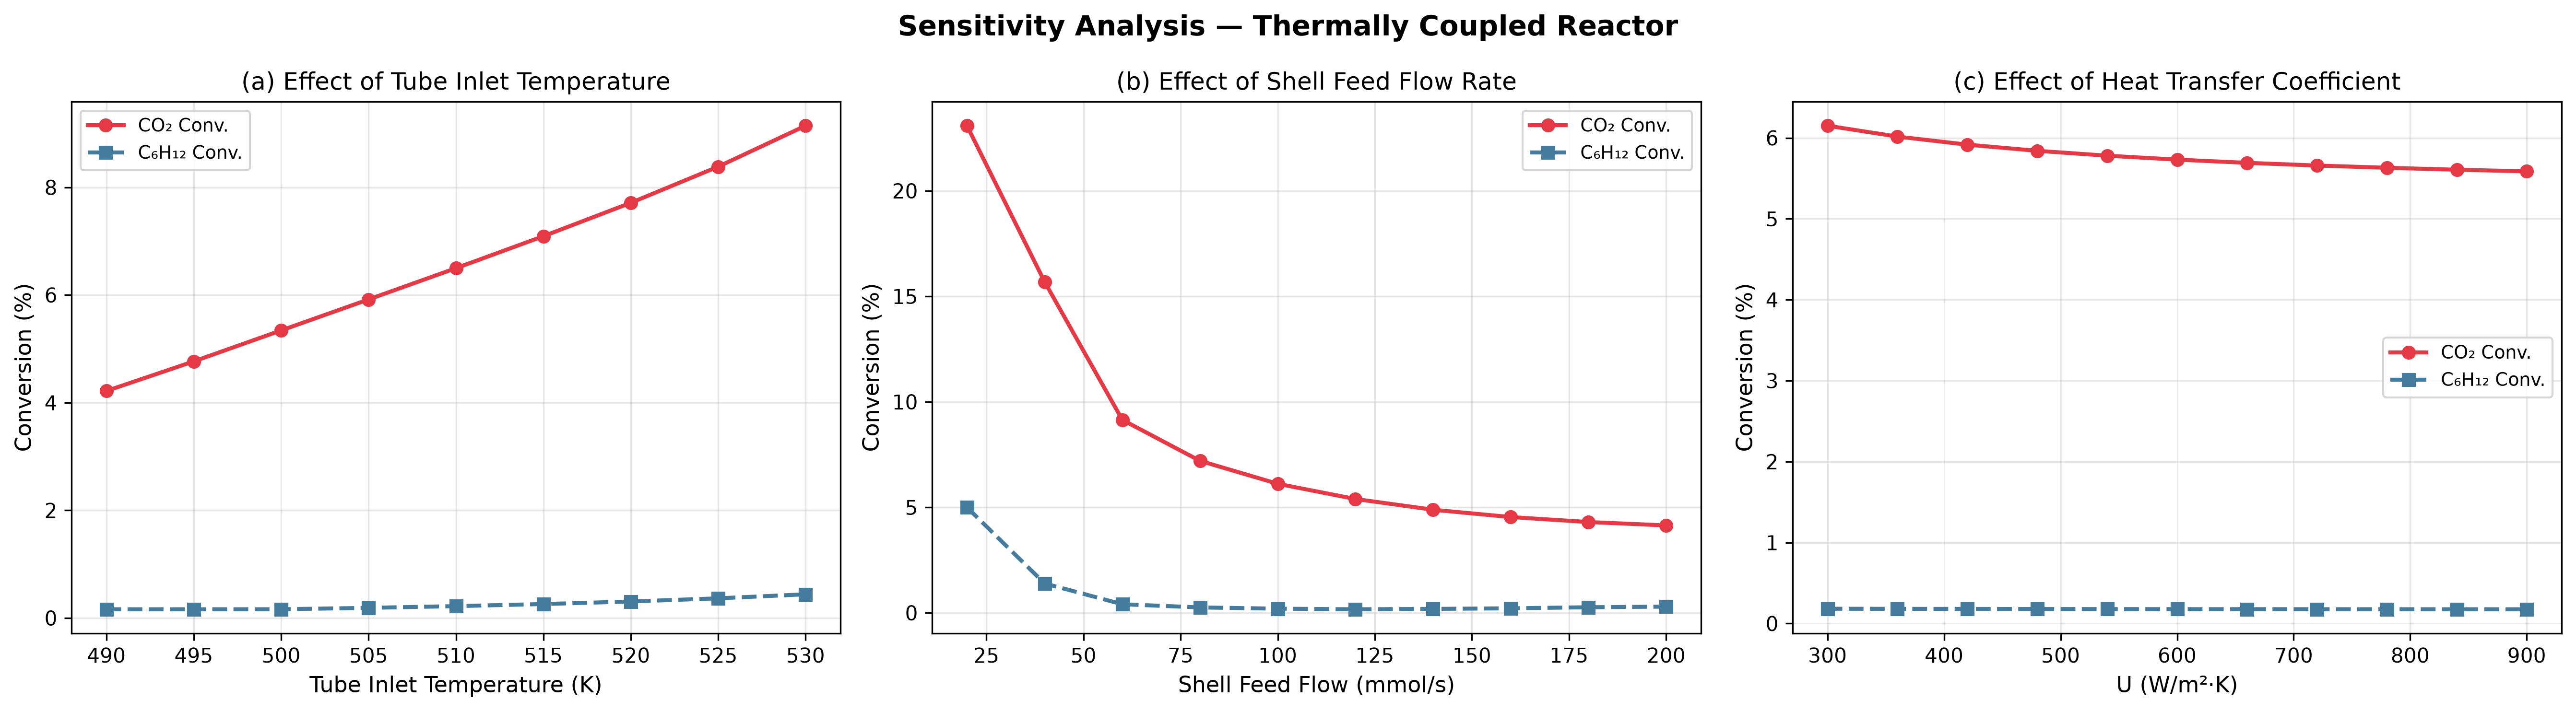 Sensitivity Analysis — Thermally Coupled Reactor
(a) Effect of Tube Inlet Temperature
CO₂ Conv.
C₆H₁₂ Conv.
Conversion (%)
8
6
4
2
0
490 495 500 505 510 515 520 525 530
Tube Inlet Temperature (K)
(b) Effect of Shell Feed Flow Rate
CO₂ Conv.
C₆H₁₂ Conv.
Conversion (%)
20
15
10
5
0
25 50 75 100 125 150 175 200
Shell Feed Flow (mmol/s)
(c) Effect of Heat Transfer Coefficient
CO₂ Conv.
C₆H₁₂ Conv.
Conversion (%)
6
5
4
3
2
1
0
300 400 500 600 700 800 900
U (W/m²·K)